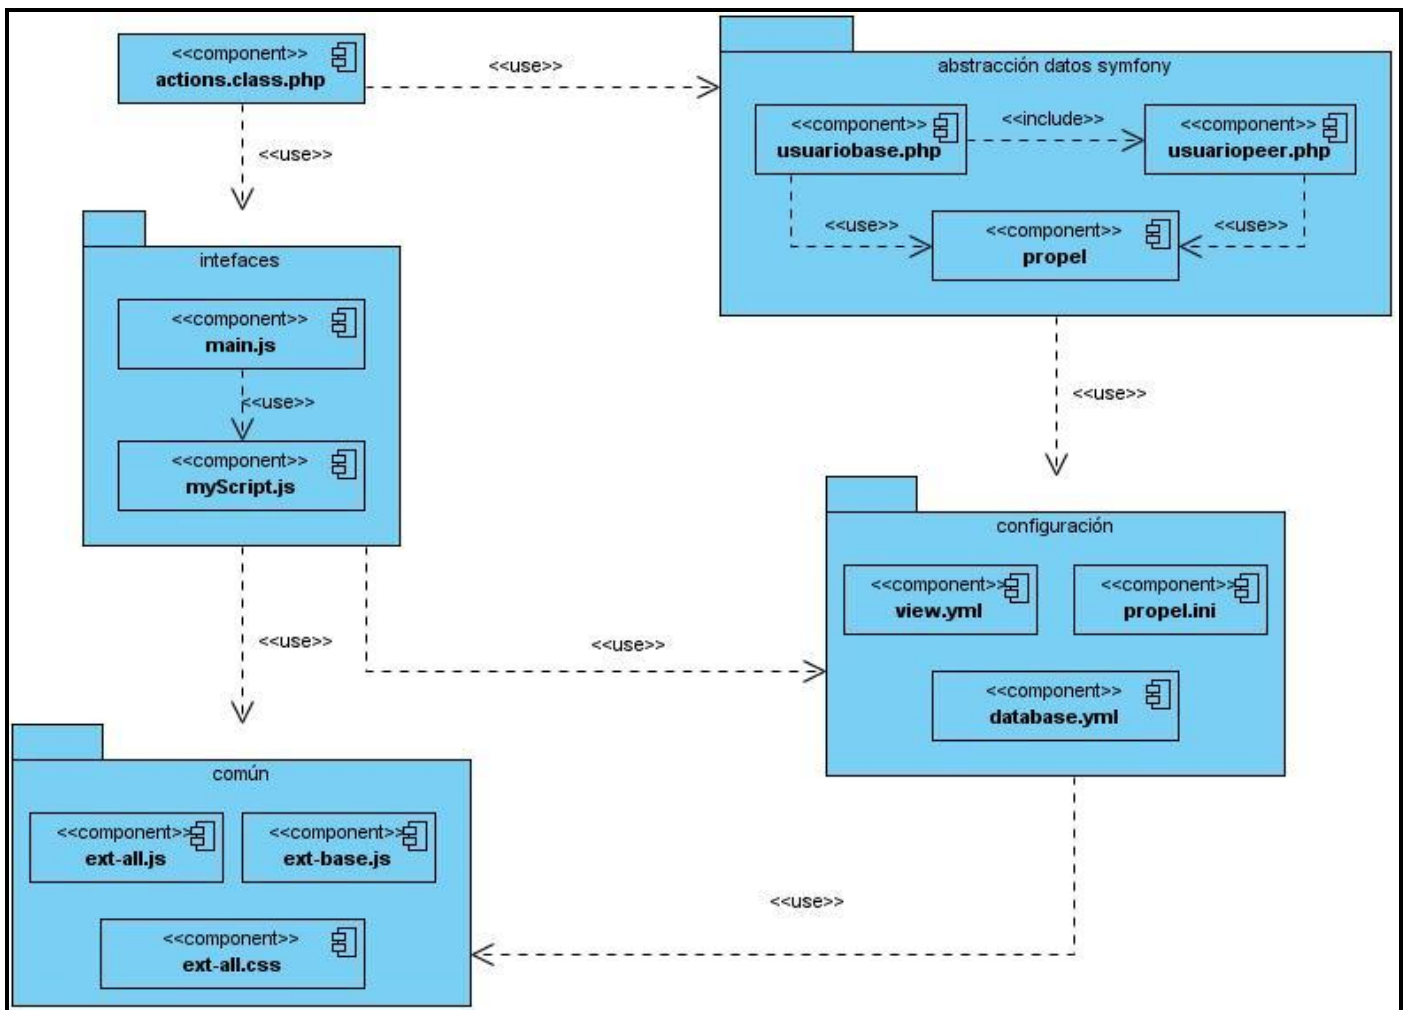 <<component>>
actions.class.php
<<use>>
<<use>>
abstracción datos symfony
<<component>>
usuariobase.php
<<include>>
<<component>>
usuariopeer.php
<<use>>
<<use>>
<<component>>
propel
intefaces
<<component>>
main.js
<<use>>
<<component>>
myScript.js
<<use>>
configuración
<<component>>
view.yml
<<component>>
propel.ini
<<component>>
database.yml
<<use>>
<<use>>
común
<<component>>
ext-all.js
<<component>>
ext-base.js
<<component>>
ext-all.css
<<use>>